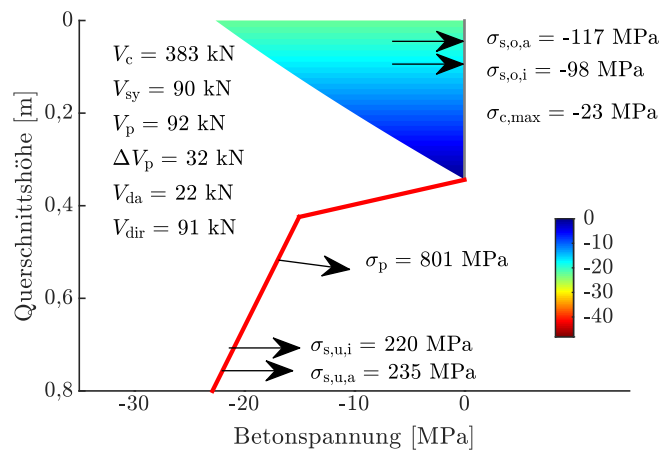 V_c = 383 kN
V_sy = 90 kN
V_p = 92 kN
ΔV_p = 32 kN
V_da = 22 kN
V_dir = 91 kN
σ_s,o,a = -117 MPa
σ_s,o,i = -98 MPa
σ_c,max = -23 MPa
σ_p = 801 MPa
σ_s,u,i = 220 MPa
σ_s,u,a = 235 MPa
0
-10
-20
-30
-40
Querschnittshöhe [m]
0
0,2
0,4
0,6
0,8
-30
-20
-10
0
Betonspannung [MPa]